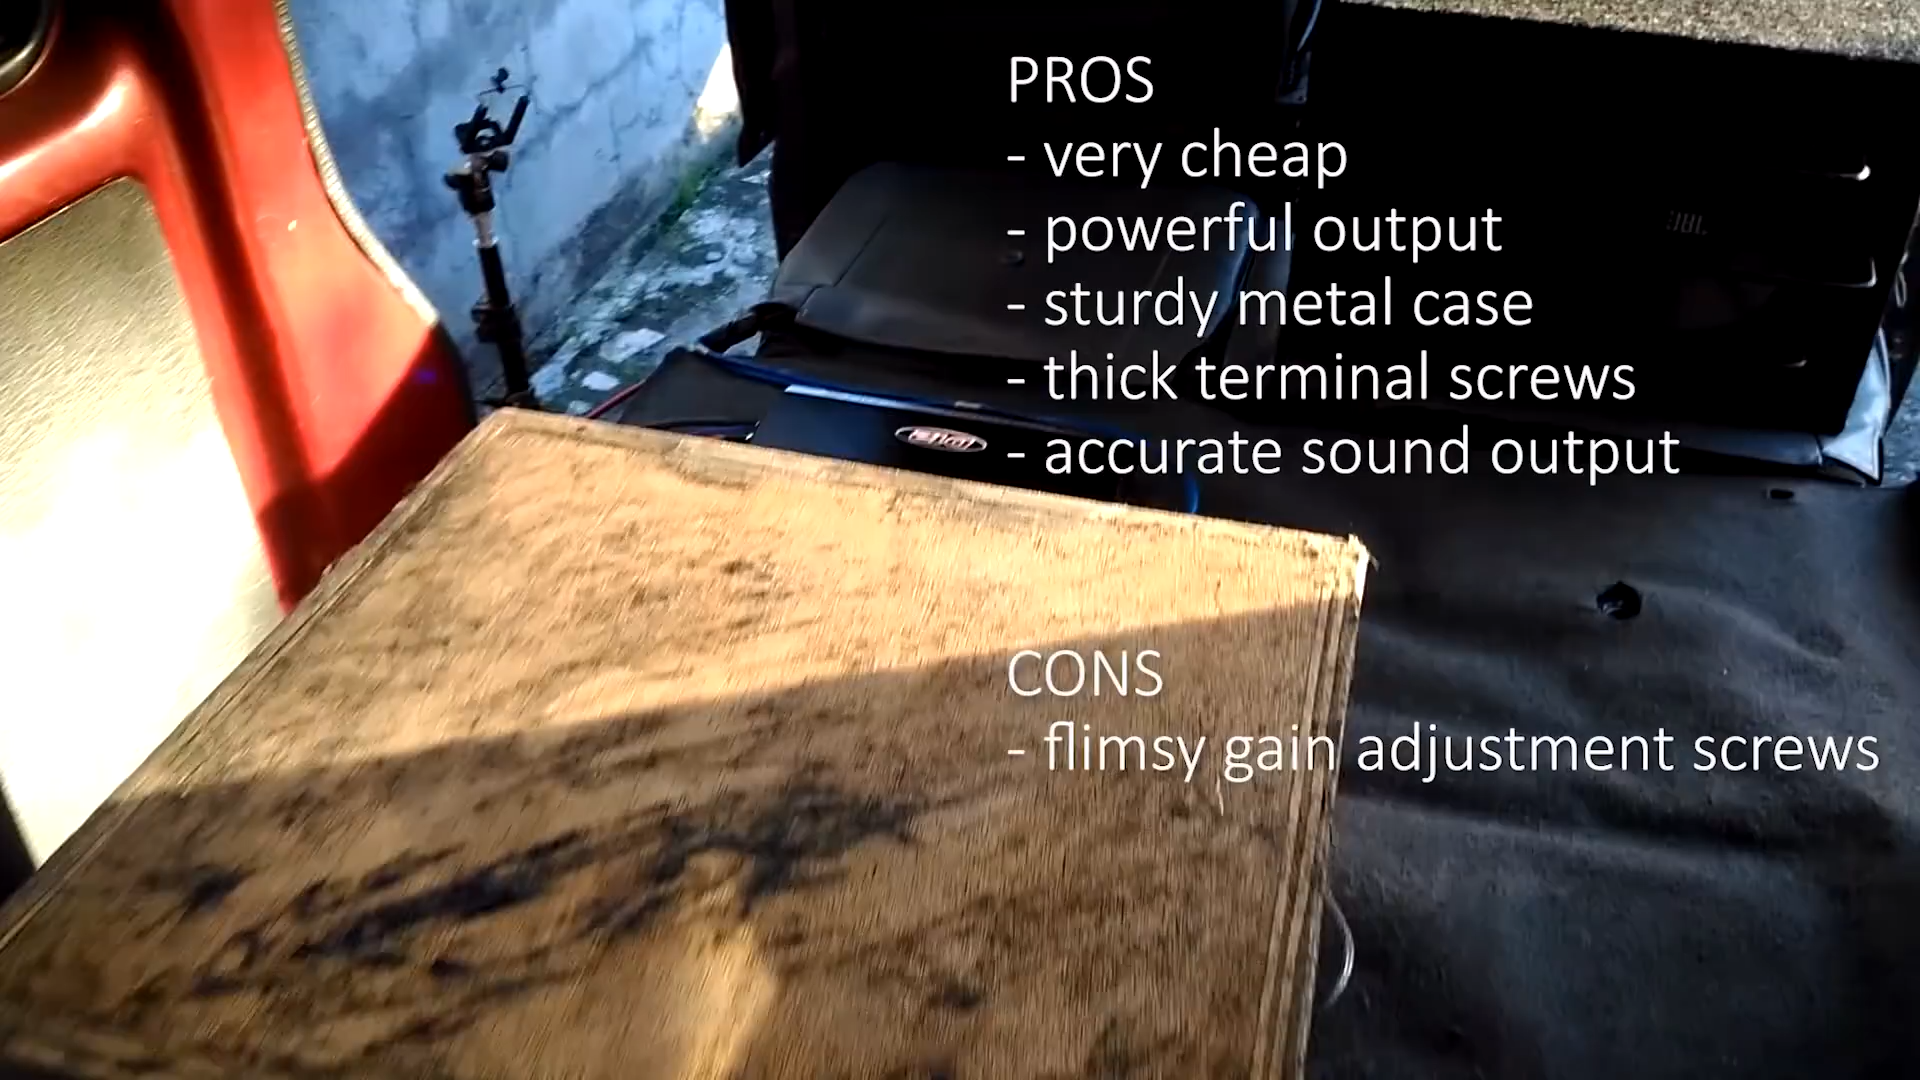 PROS
- very cheap
- powerful output
- sturdy metal case
- thick terminal screws
- accurate sound output
JBL
CONS
- flimsy gain adjustment screws